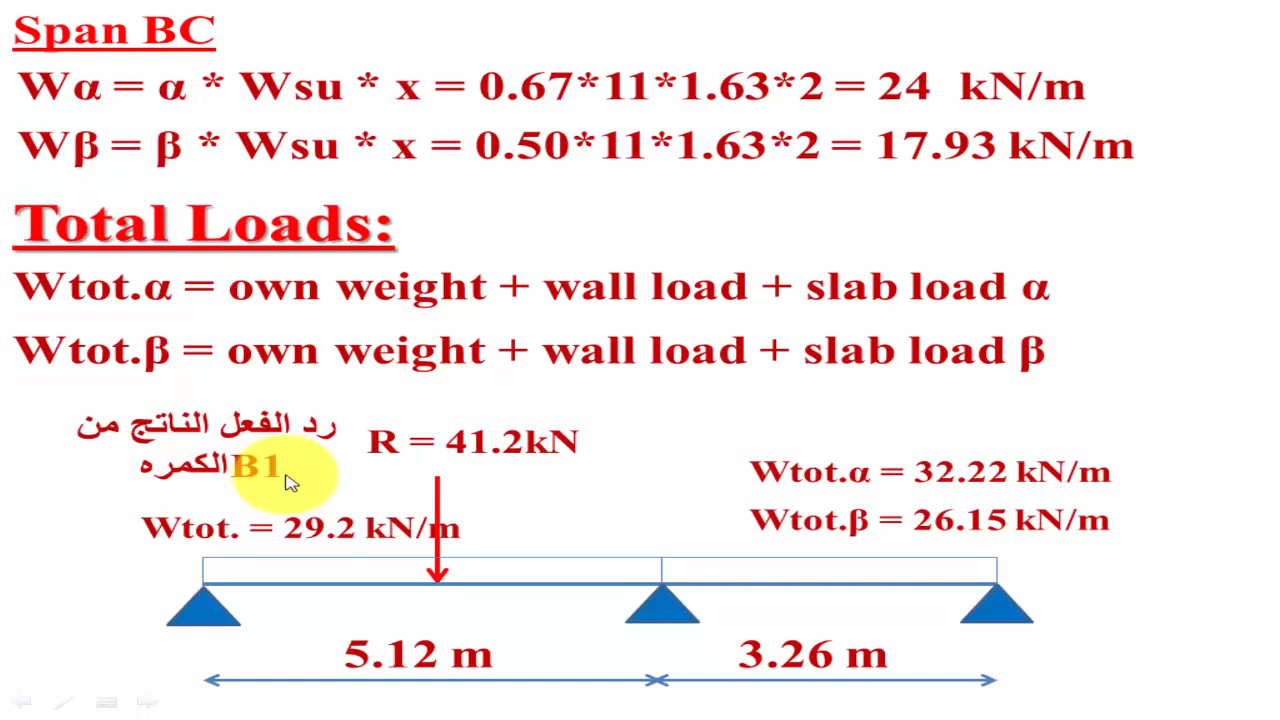 Span BC
Wα = α * Wsu * x = 0.67*11*1.63*2 = 24 kN/m
Wβ = β * Wsu * x = 0.50*11*1.63*2 = 17.93 kN/m
Total Loads:
Wtot.α = own weight + wall load + slab load α
Wtot.β = own weight + wall load + slab load β
رد الفعل الناتج من
الكمره B1
R = 41.2kN
Wtot. = 29.2 kN/m
Wtot.α = 32.22 kN/m
Wtot.β = 26.15 kN/m
5.12 m
3.26 m